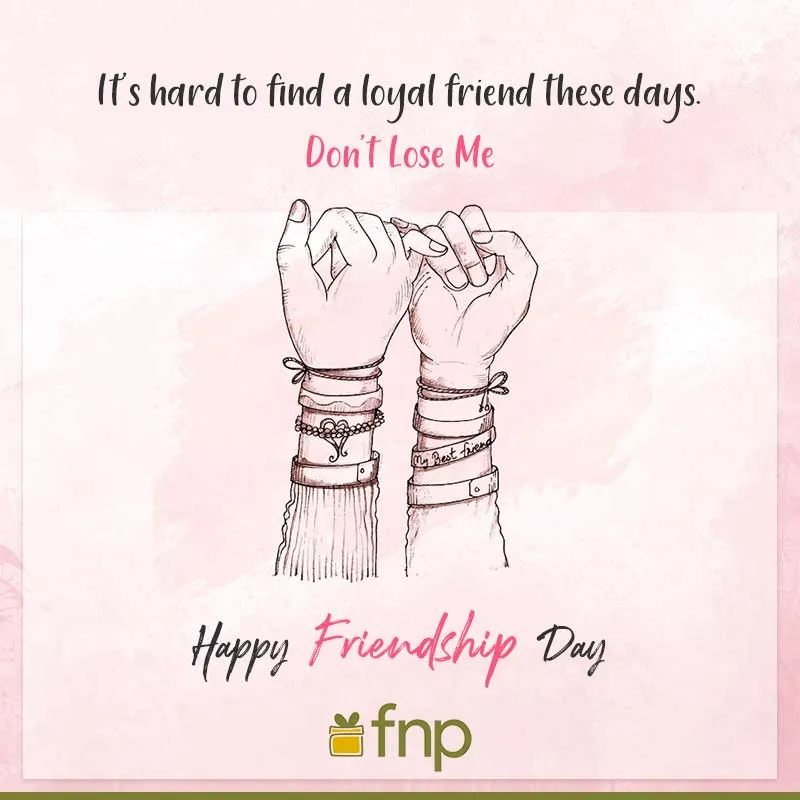 It's hard to find a loyal friend these days.
Don't Lose Me
My Best friend
Happy Friendship Day
fnp